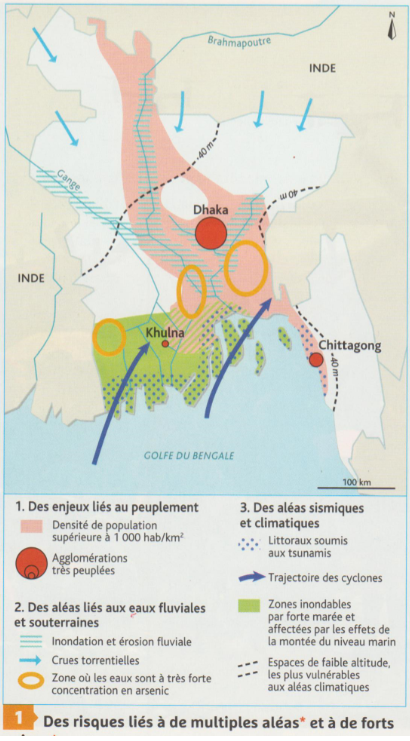 N
Brahmapoutre
INDE
40 m
Gange
40 m
Dhaka
INDE
Khulna
Chittagong
40 m
GOLFE DU BENGALE
100 km
1. Des enjeux liés au peuplement
Densité de population
supérieure à 1 000 hab/km²
Agglomérations
très peuplées
2. Des aléas liés aux eaux fluviales
et souterraines
Inondation et érosion fluviale
Crues torrentielles
Zone où les eaux sont à très forte
concentration en arsenic
3. Des aléas sismiques
et climatiques
Littoraux soumis
aux tsunamis
Trajectoire des cyclones
Zones inondables
par forte marée et
affectées par les effets de
la montée du niveau marin
Espaces de faible altitude,
les plus vulnérables
aux aléas climatiques
1 Des risques liés à de multiples aléas* et à de forts